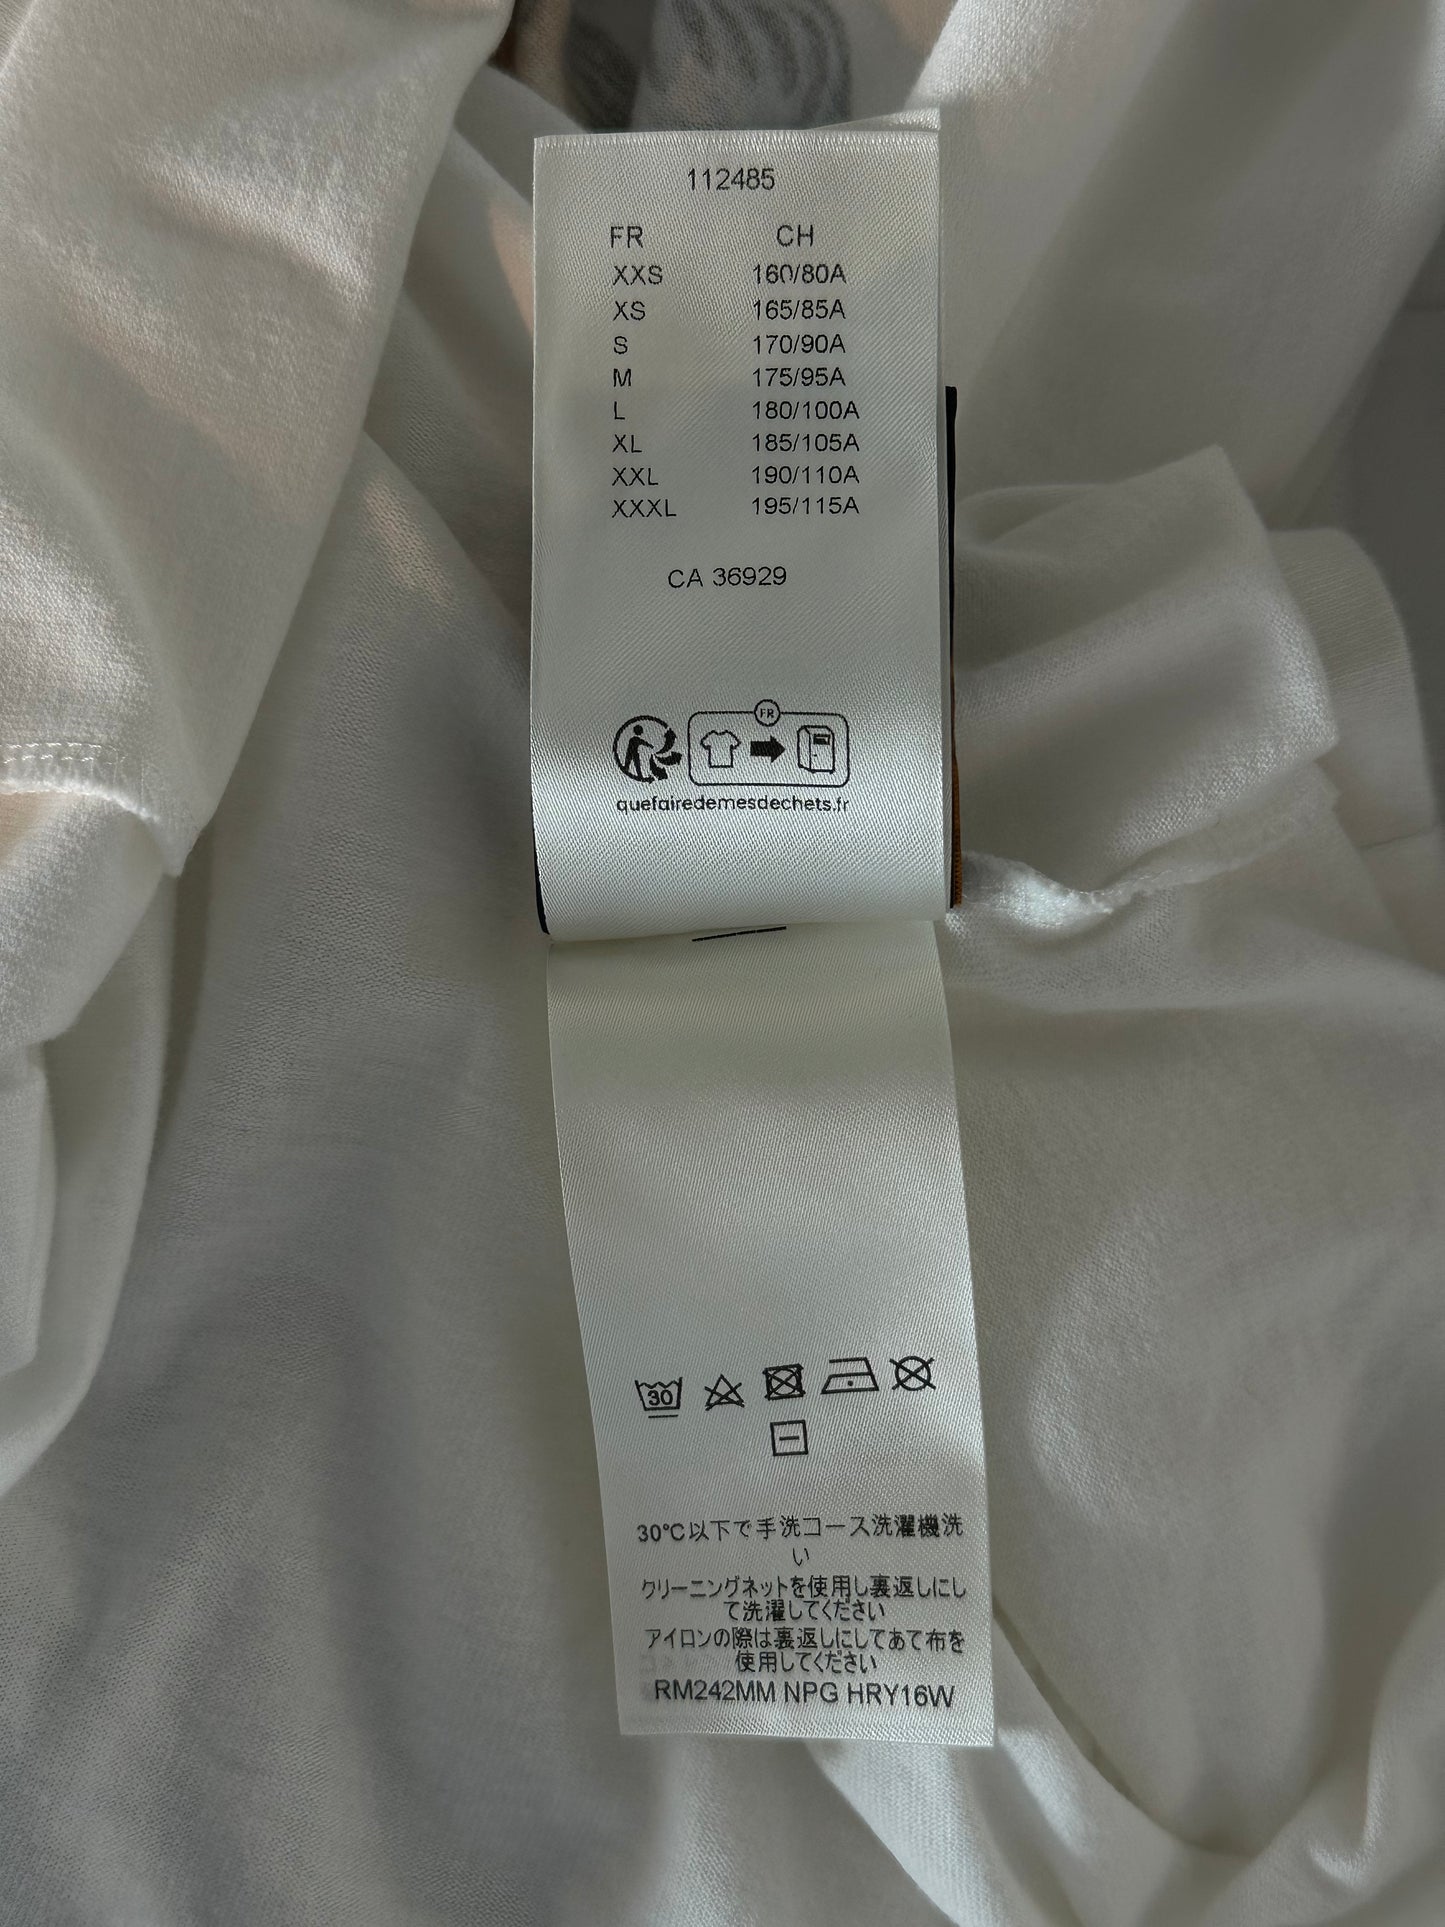 112485
FR CH
XXS 160/80A
XS 165/85A
S 170/90A
M 175/95A
L 180/100A
XL 185/105A
XXL 190/110A
XXXL 195/115A
CA 36929
FR
quefairedemesdechets.fr
30
30℃以下で手洗コース洗濯機洗
い
クリーニングネットを使用し裏返しにし
て洗濯してください
アイロンの際は裏返しにしてあて布を
使用してください
RM242MM NPG HRY16W